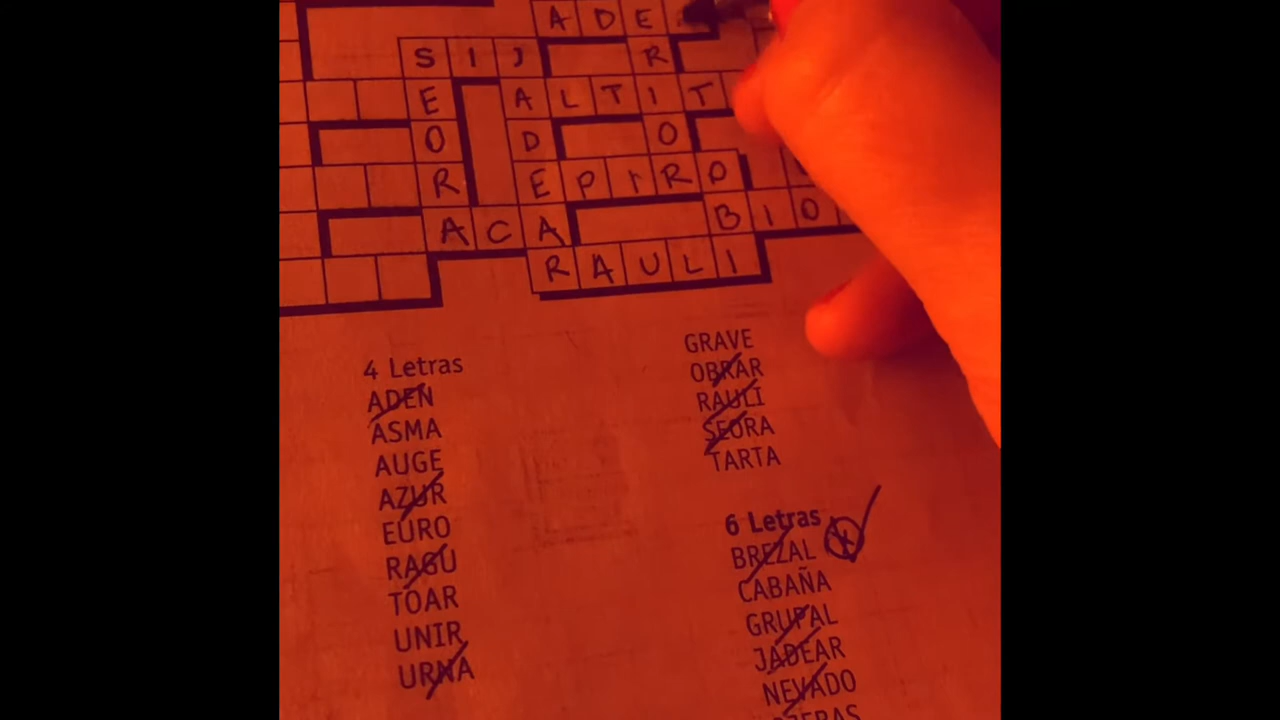 ADE
SIJ R
E ALTIT
O D O
R EPIRO
ACA BIO
RAULI
4 Letras
ADEN
ASMA
AUGE
AZUR
EURO
RAGU
TOAR
UNIR
URNA
GRAVE
OBRAR
RAULI
SEORA
TARTA
6 Letras
BREZAL
CABAÑA
GRUPAL
JADEAR
NEVADO